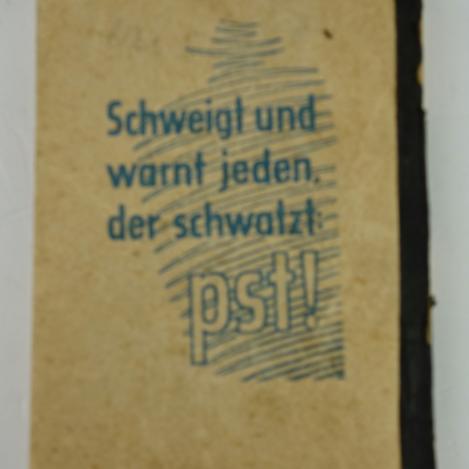 Schweigt und
warnt jeden,
der schwatzt:
pst!